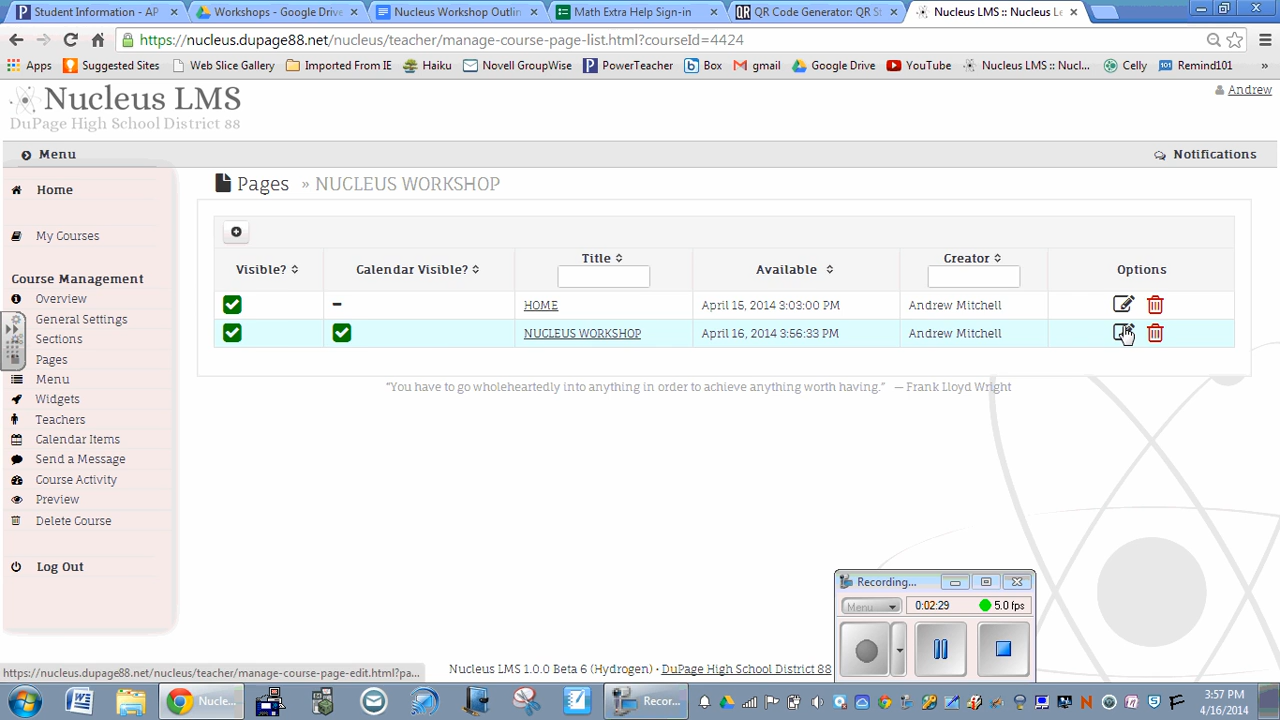 Student Information - AP
Workshops - Google Drive
Nucleus Workshop Outlin
Math Extra Help Sign-in
QR Code Generator: QR S
Nucleus LMS :: Nucleus Le
https://nucleus.dupage88.net/nucleus/teacher/manage-course-page-list.html?courseId=4424
Apps Suggested Sites Web Slice Gallery Imported From IE Haiku Novell GroupWise PowerTeacher Box gmail Google Drive YouTube Nucleus LMS :: Nucl... Celly Remind101 »
Nucleus LMS
DuPage High School District 88
Andrew
Menu
Notifications
Home
My Courses
Course Management
Overview
General Settings
Sections
Pages
Menu
Widgets
Teachers
Calendar Items
Send a Message
Course Activity
Preview
Delete Course
Log Out
Pages » NUCLEUS WORKSHOP
Visible? Calendar Visible? Title Available Creator Options
HOME April 15, 2014 3:03:00 PM Andrew Mitchell
NUCLEUS WORKSHOP April 16, 2014 3:56:33 PM Andrew Mitchell
“You have to go wholeheartedly into anything in order to achieve anything worth having.” — Frank Lloyd Wright
Recording...
Menu 0:02:29 5.0 fps
https://nucleus.dupage88.net/nucleus/teacher/manage-course-page-edit.html?pa...
Nucleus LMS 1.0.0 Beta 6 (Hydrogen) · DuPage High School District 88
Nucle...
Recor...
3:57 PM
4/16/2014